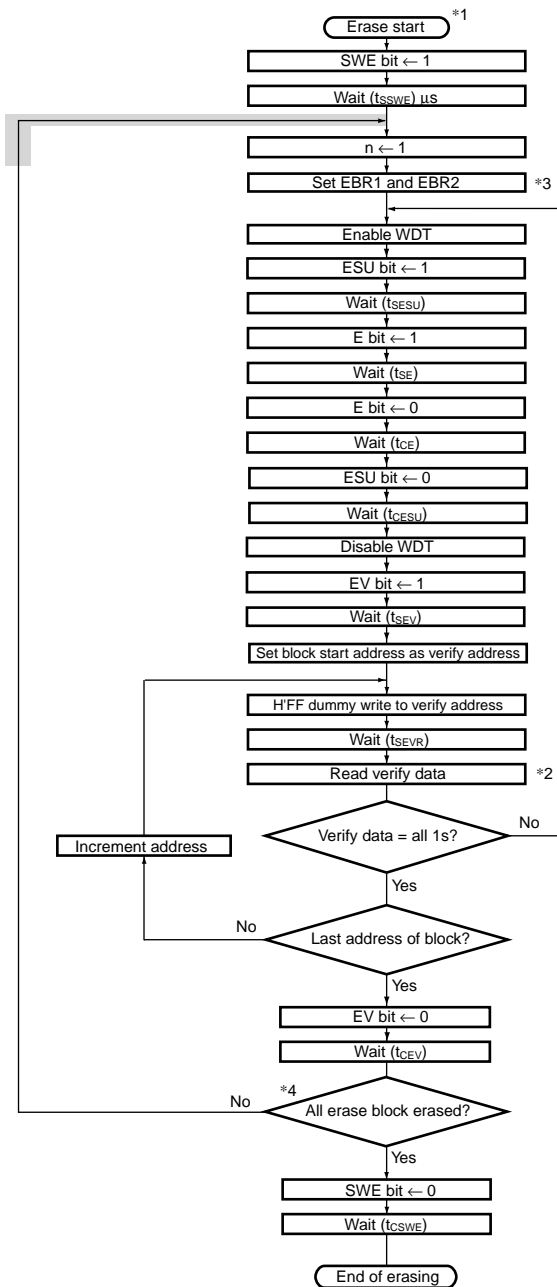 Erase start *1
SWE bit ← 1
Wait (tSSWE) μs
n ← 1
Set EBR1 and EBR2 *3
Enable WDT
ESU bit ← 1
Wait (tSESU)
E bit ← 1
Wait (tSE)
E bit ← 0
Wait (tCE)
ESU bit ← 0
Wait (tCESU)
Disable WDT
EV bit ← 1
Wait (tSEV)
Set block start address as verify address
H'FF dummy write to verify address
Wait (tSEVR)
Read verify data *2
Verify data = all 1s? No
Increment address
Yes
No Last address of block?
Yes
EV bit ← 0
Wait (tCEV)
*4
No All erase block erased?
Yes
SWE bit ← 0
Wait (tCSWE)
End of erasing